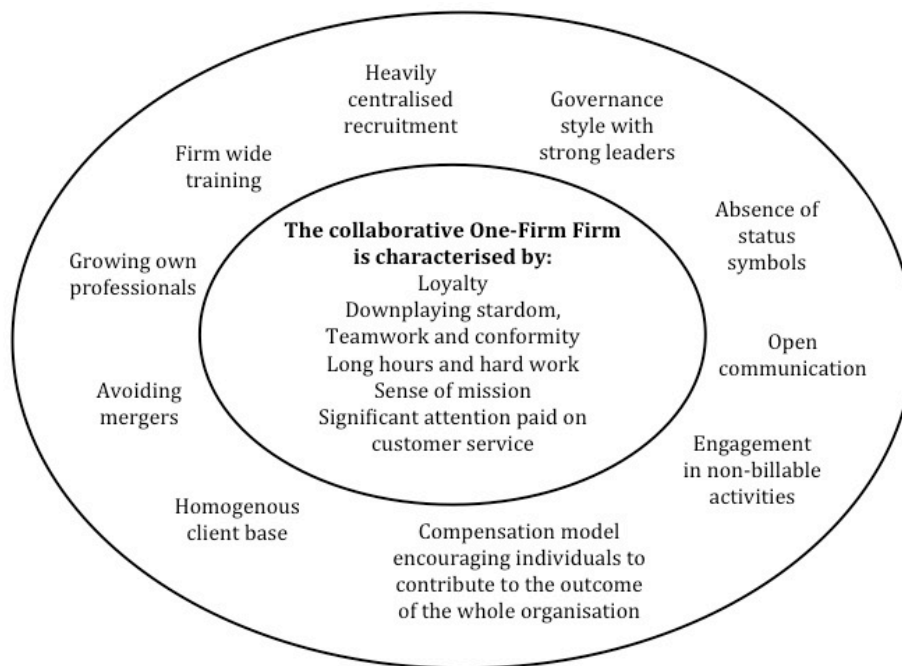 Heavily
centralised
recruitment
Governance
style with
strong leaders
Firm wide
training
Absence of
status
symbols
The collaborative One-Firm Firm
is characterised by:
Loyalty
Downplaying stardom,
Teamwork and conformity
Long hours and hard work
Sense of mission
Significant attention paid on
customer service
Growing own
professionals
Open
communication
Avoiding
mergers
Engagement
in non-billable
activities
Homogenous
client base
Compensation model
encouraging individuals to
contribute to the outcome
of the whole organisation